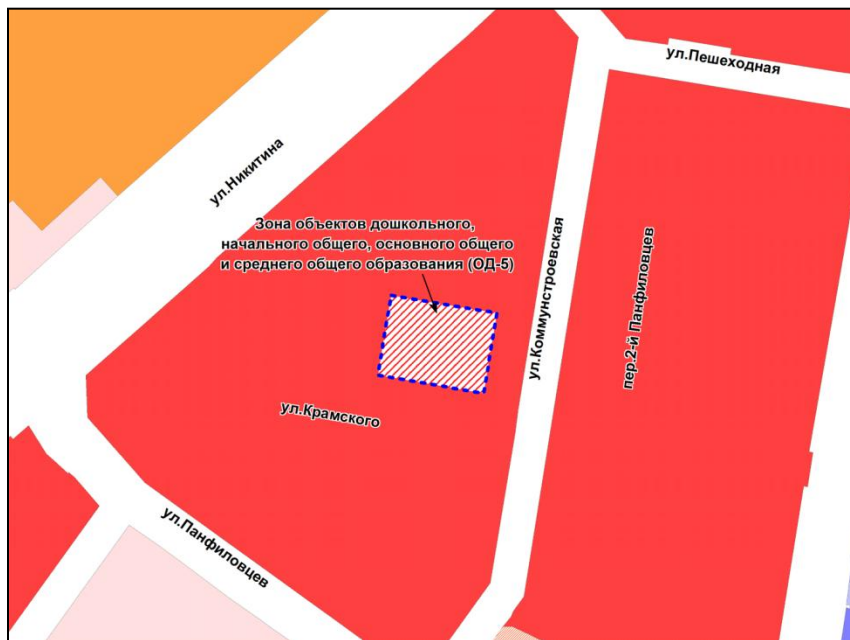 ул.Пешеходная
ул.Никитина
Зона объектов дошкольного,
начального общего, основного общего
и среднего общего образования (ОД-5)
ул.Коммунстроевская
пер.2-й Панфиловцев
ул.Крамского
ул.Панфиловцев